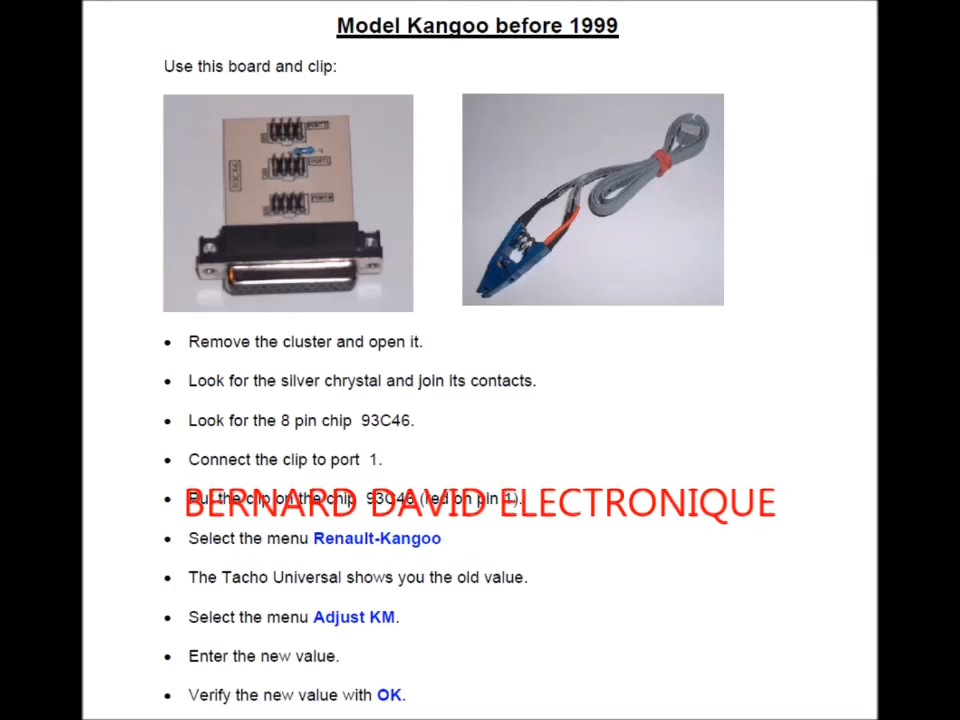 Model Kangoo before 1999
Use this board and clip:
93CX6
• Remove the cluster and open it.
• Look for the silver chrystal and join its contacts.
• Look for the 8 pin chip 93C46.
• Connect the clip to port 1.
• Put the clip on the chip 93C46 (red on pin 1).
BERNARD DAVID ELECTRONIQUE
• Select the menu Renault-Kangoo
• The Tacho Universal shows you the old value.
• Select the menu Adjust KM.
• Enter the new value.
• Verify the new value with OK.